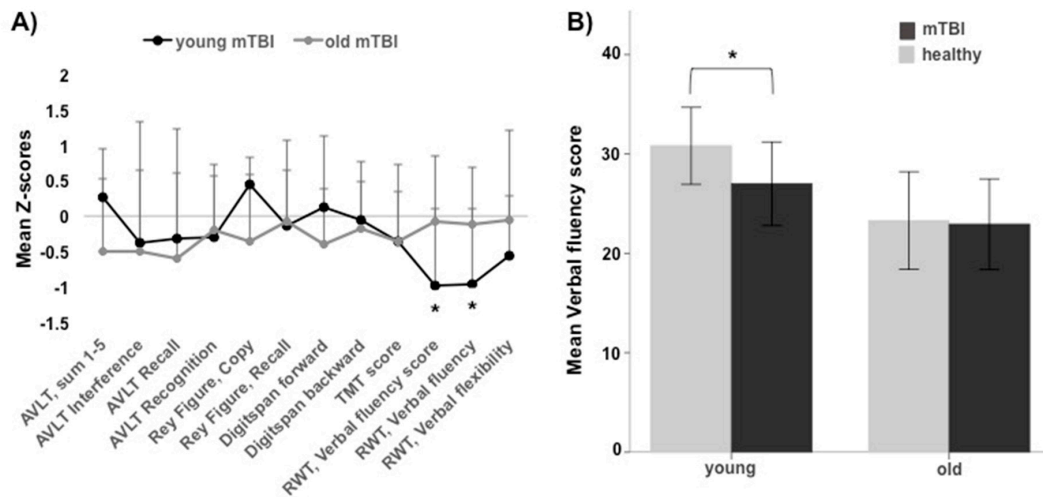 A)
young mTBI
old mTBI
Mean Z-scores
2
1.5
1
0.5
0
-0.5
-1
-1.5
*
*
AVLT, sum 1-5
AVLT Interference
AVLT Recall
AVLT Recognition
Rey Figure, Copy
Rey Figure, Recall
Digitspan forward
Digitspan backward
TMT score
RWT, Verbal fluency score
RWT, Verbal fluency
RWT, Verbal flexibility
B)
mTBI
healthy
*
Mean Verbal fluency score
40
30
20
10
0
young
old